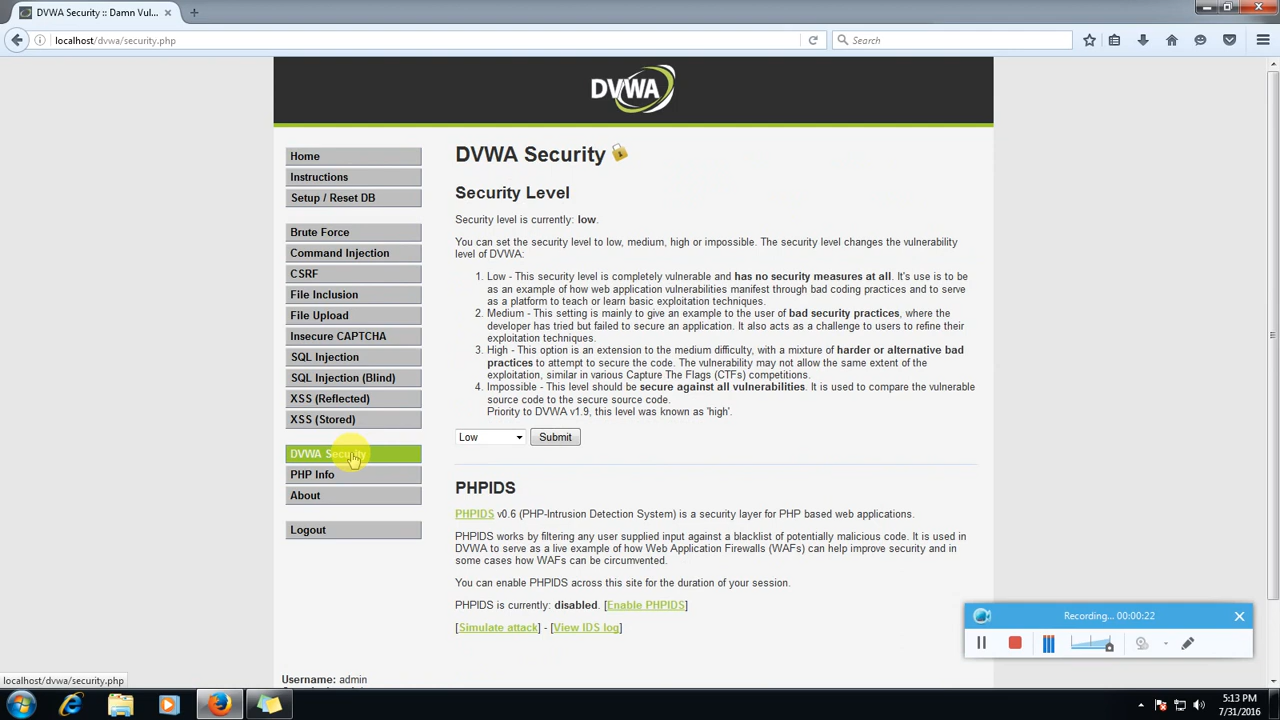 DVWA Security :: Damn Vul...
localhost/dvwa/security.php
Search
DVWA
Home
Instructions
Setup / Reset DB
Brute Force
Command Injection
CSRF
File Inclusion
File Upload
Insecure CAPTCHA
SQL Injection
SQL Injection (Blind)
XSS (Reflected)
XSS (Stored)
DVWA Security
PHP Info
About
Logout
DVWA Security
Security Level
Security level is currently: low.
You can set the security level to low, medium, high or impossible. The security level changes the vulnerability
level of DVWA:
1. Low - This security level is completely vulnerable and has no security measures at all. It's use is to be
as an example of how web application vulnerabilities manifest through bad coding practices and to serve
as a platform to teach or learn basic exploitation techniques.
2. Medium - This setting is mainly to give an example to the user of bad security practices, where the
developer has tried but failed to secure an application. It also acts as a challenge to users to refine their
exploitation techniques.
3. High - This option is an extension to the medium difficulty, with a mixture of harder or alternative bad
practices to attempt to secure the code. The vulnerability may not allow the same extent of the
exploitation, similar in various Capture The Flags (CTFs) competitions.
4. Impossible - This level should be secure against all vulnerabilities. It is used to compare the vulnerable
source code to the secure source code.
Priority to DVWA v1.9, this level was known as 'high'.
Low Submit
PHPIDS
PHPIDS v0.6 (PHP-Intrusion Detection System) is a security layer for PHP based web applications.
PHPIDS works by filtering any user supplied input against a blacklist of potentially malicious code. It is used in
DVWA to serve as a live example of how Web Application Firewalls (WAFs) can help improve security and in
some cases how WAFs can be circumvented.
You can enable PHPIDS across this site for the duration of your session.
PHPIDS is currently: disabled. [Enable PHPIDS]
[Simulate attack] - [View IDS log]
Username: admin
Recording... 00:00:22
localhost/dvwa/security.php
5:13 PM
7/31/2016